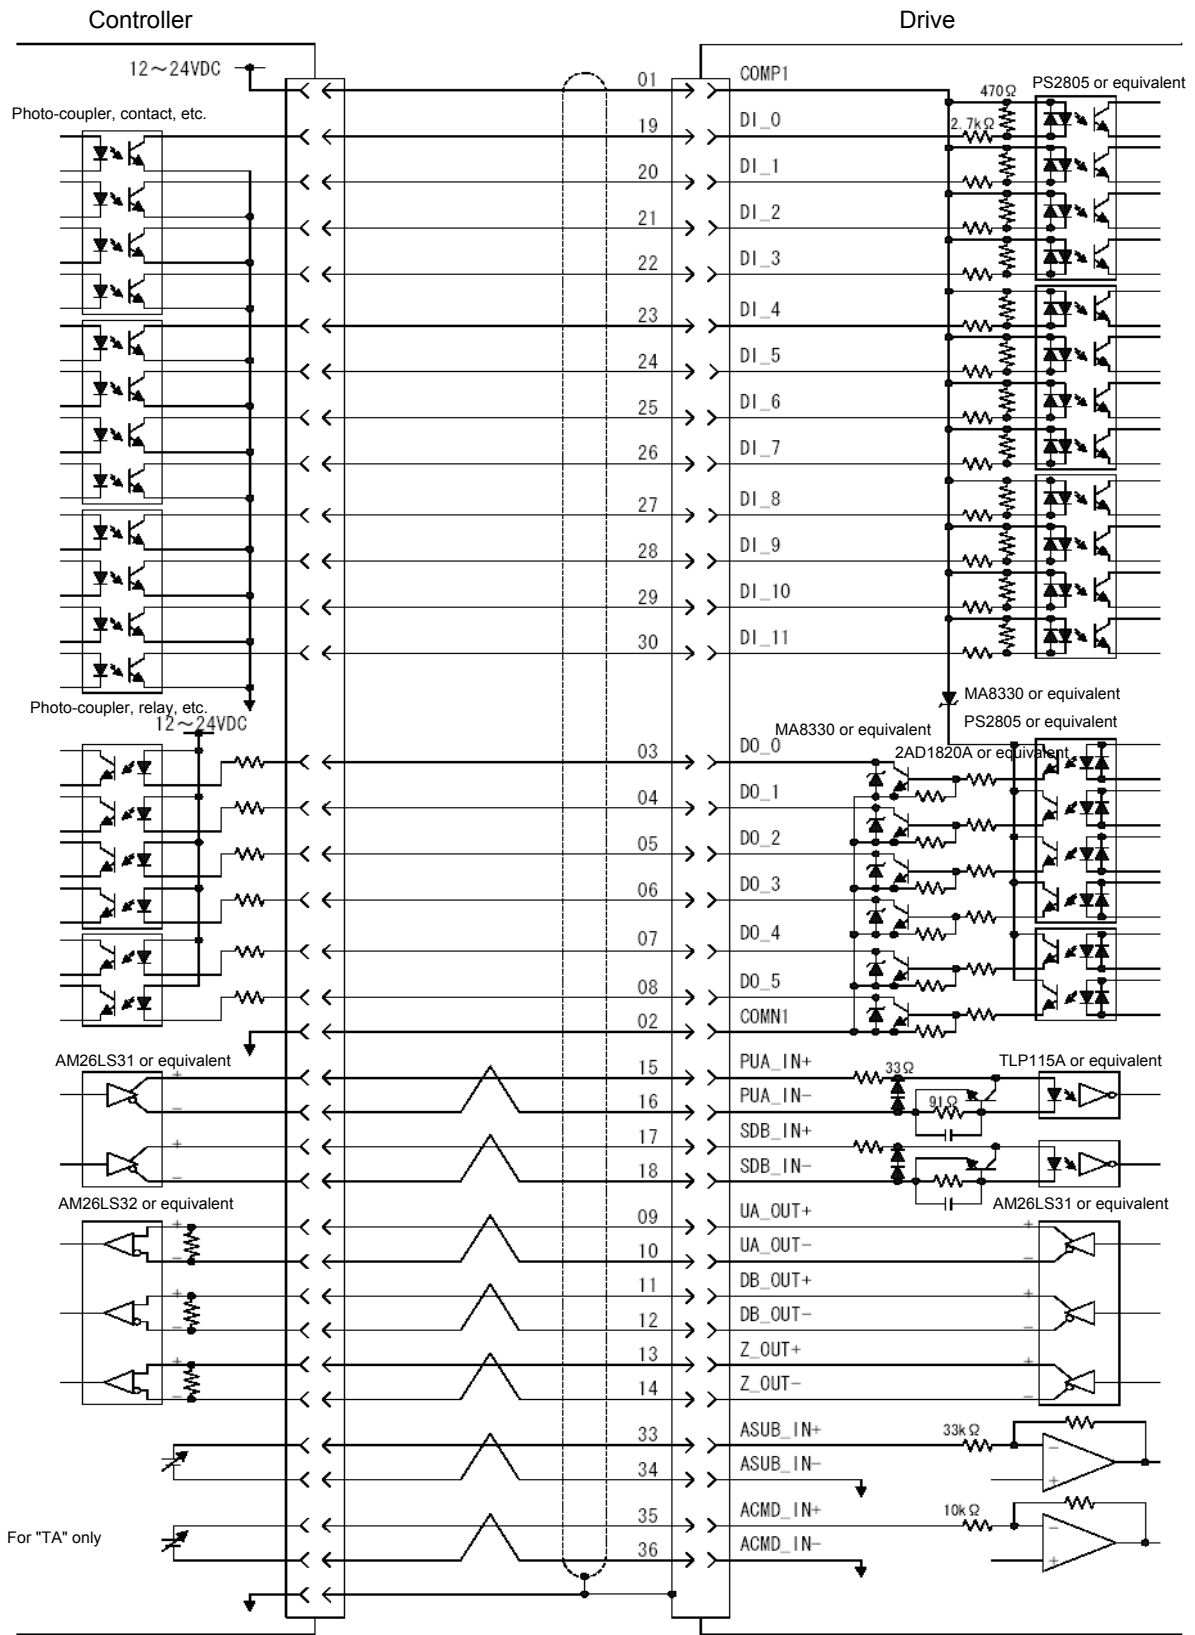 Controller
Drive
12～24VDC
01
COMP1
PS2805 or equivalent
470Ω
Photo-coupler, contact, etc.
19
DI_0
2.7kΩ
20
DI_1
21
DI_2
22
DI_3
23
DI_4
24
DI_5
25
DI_6
26
DI_7
27
DI_8
28
DI_9
29
DI_10
30
DI_11
MA8330 or equivalent
Photo-coupler, relay, etc.
12～24VDC
MA8330 or equivalent
PS2805 or equivalent
03
DO_0
2AD1820A or equivalent
04
DO_1
05
DO_2
06
DO_3
07
DO_4
08
DO_5
02
COMN1
AM26LS31 or equivalent
TLP115A or equivalent
+
15
PUA_IN+
33Ω
−
16
PUA_IN-
91Ω
+
17
SDB_IN+
−
18
SDB_IN-
AM26LS32 or equivalent
AM26LS31 or equivalent
+
09
UA_OUT+
+
−
10
UA_OUT-
−
+
11
DB_OUT+
+
−
12
DB_OUT-
−
+
13
Z_OUT+
+
−
14
Z_OUT-
−
33
ASUB_IN+
33kΩ
−
34
ASUB_IN-
+
35
ACMD_IN+
10kΩ
−
For "TA" only
36
ACMD_IN-
+